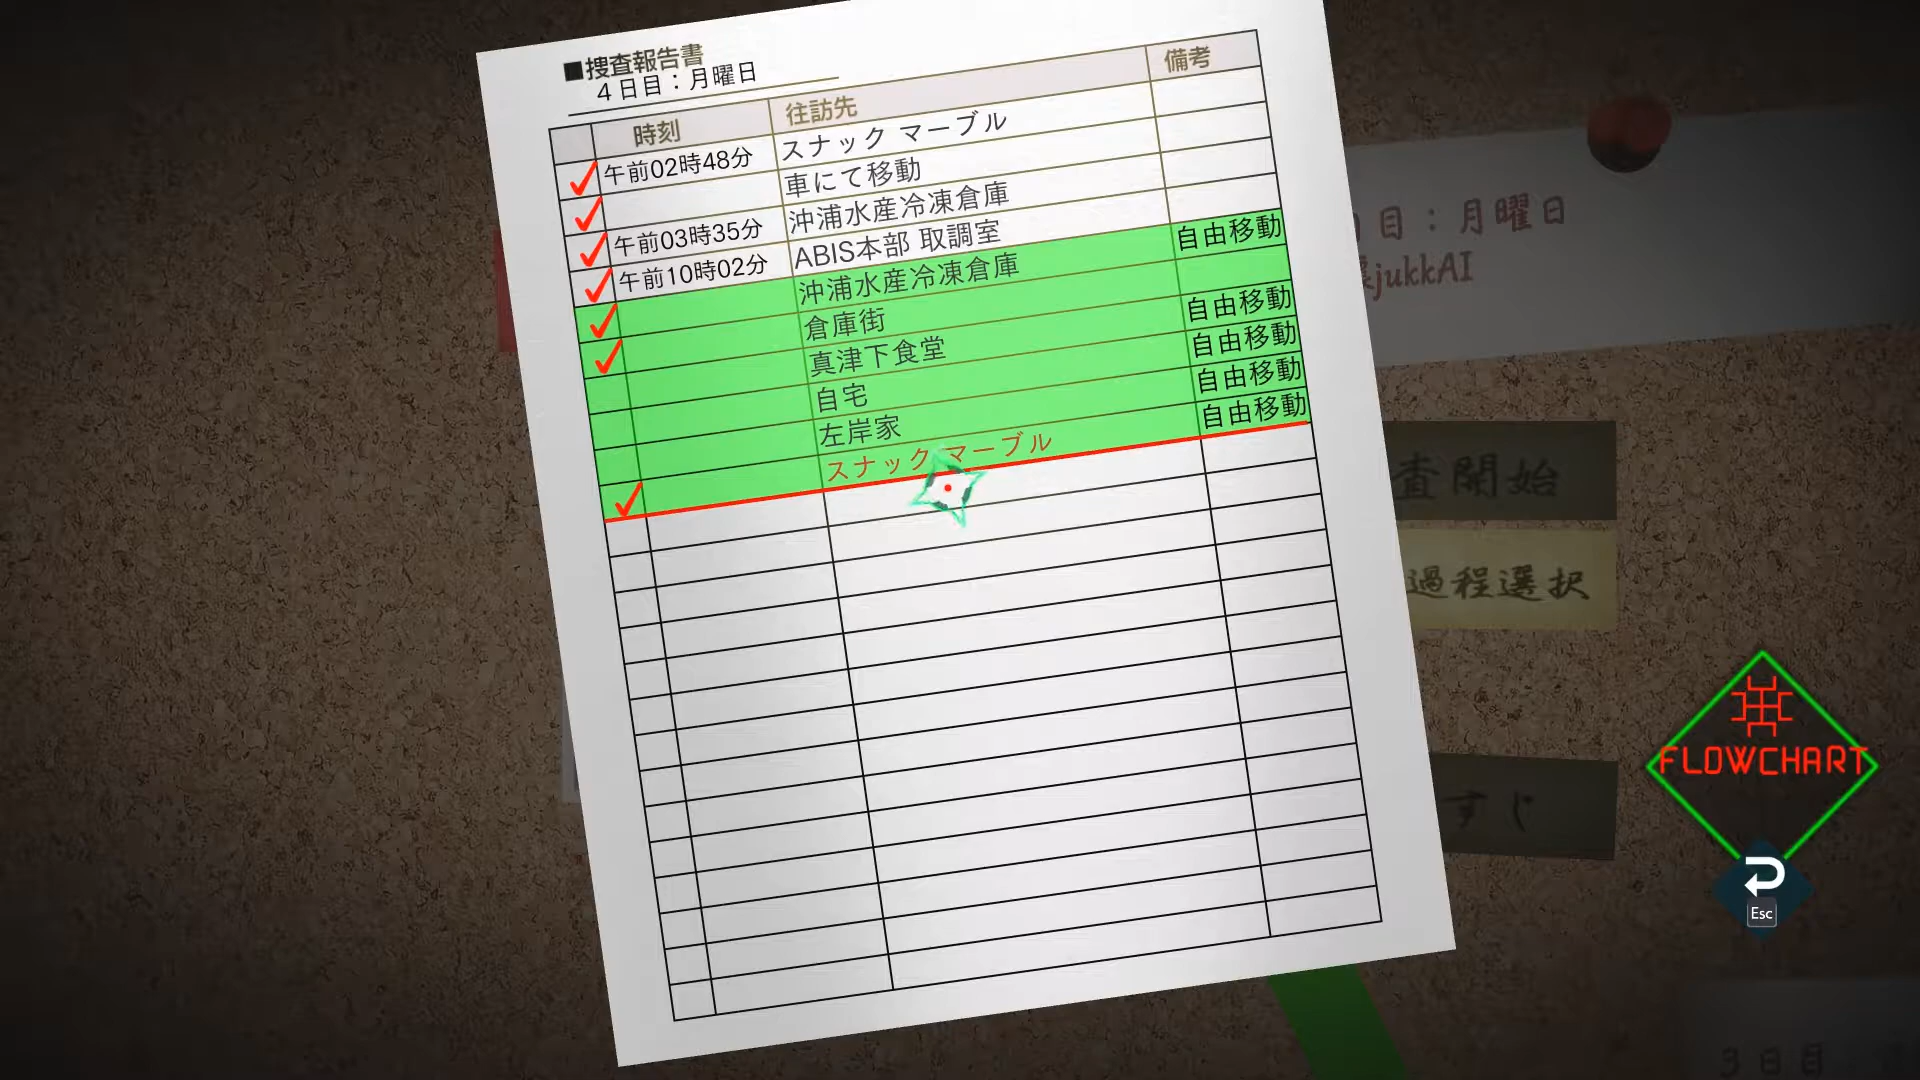 ■捜査報告書
4日目：月曜日
時刻 往訪先 備考
午前02時48分 スナック マーブル
車にて移動
午前03時35分 沖浦水産冷凍倉庫
午前10時02分 ABIS本部 取調室
沖浦水産冷凍倉庫 自由移動
倉庫街
真津下食堂 自由移動
自宅 自由移動
左岸家 自由移動
スナック マーブル 自由移動
日目：月曜日
jukkAI
査開始
過程選択
すじ
FLOWCHART
Esc
3日目